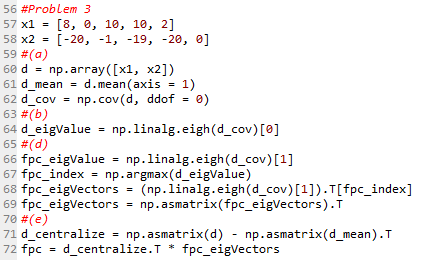 56 #Problem 3
57 x1 = [8, 0, 10, 10, 2]
58 x2 = [-20, -1, -19, -20, 0]
59 #(a)
60 d = np.array([x1, x2])
61 d_mean = d.mean(axis = 1)
62 d_cov = np.cov(d, ddof = 0)
63 #(b)
64 d_eigValue = np.linalg.eigh(d_cov)[0]
65 #(d)
66 fpc_eigValue = np.linalg.eigh(d_cov)[1]
67 fpc_index = np.argmax(d_eigValue)
68 fpc_eigVectors = (np.linalg.eigh(d_cov)[1]).T[fpc_index]
69 fpc_eigVectors = np.asmatrix(fpc_eigVectors).T
70 #(e)
71 d_centralize = np.asmatrix(d) - np.asmatrix(d_mean).T
72 fpc = d_centralize.T * fpc_eigVectors